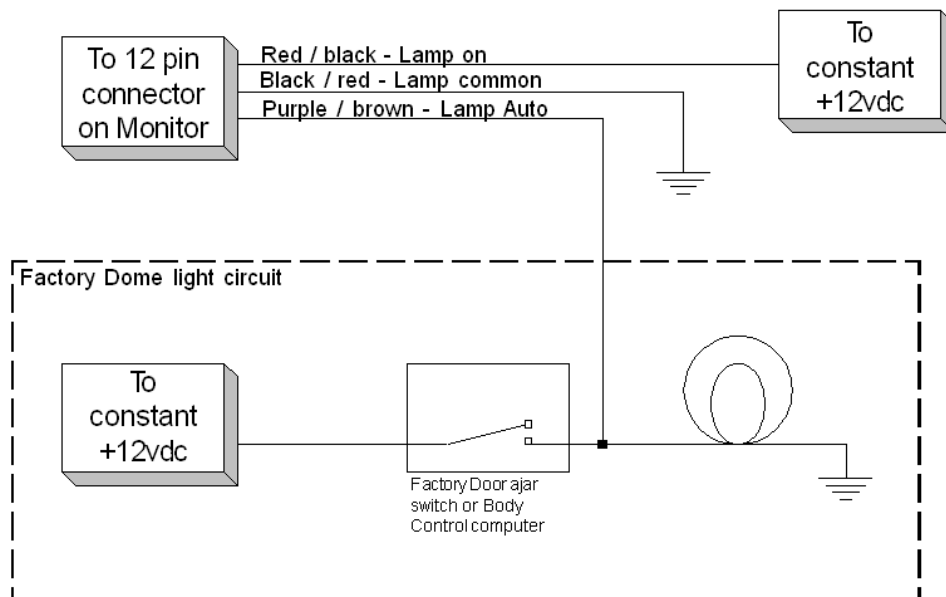 To 12 pin
connector
on Monitor
Red / black - Lamp on
Black / red - Lamp common
Purple / brown - Lamp Auto
To
constant
+12vdc
Factory Dome light circuit
To
constant
+12vdc
Factory Door ajar
switch or Body
Control computer